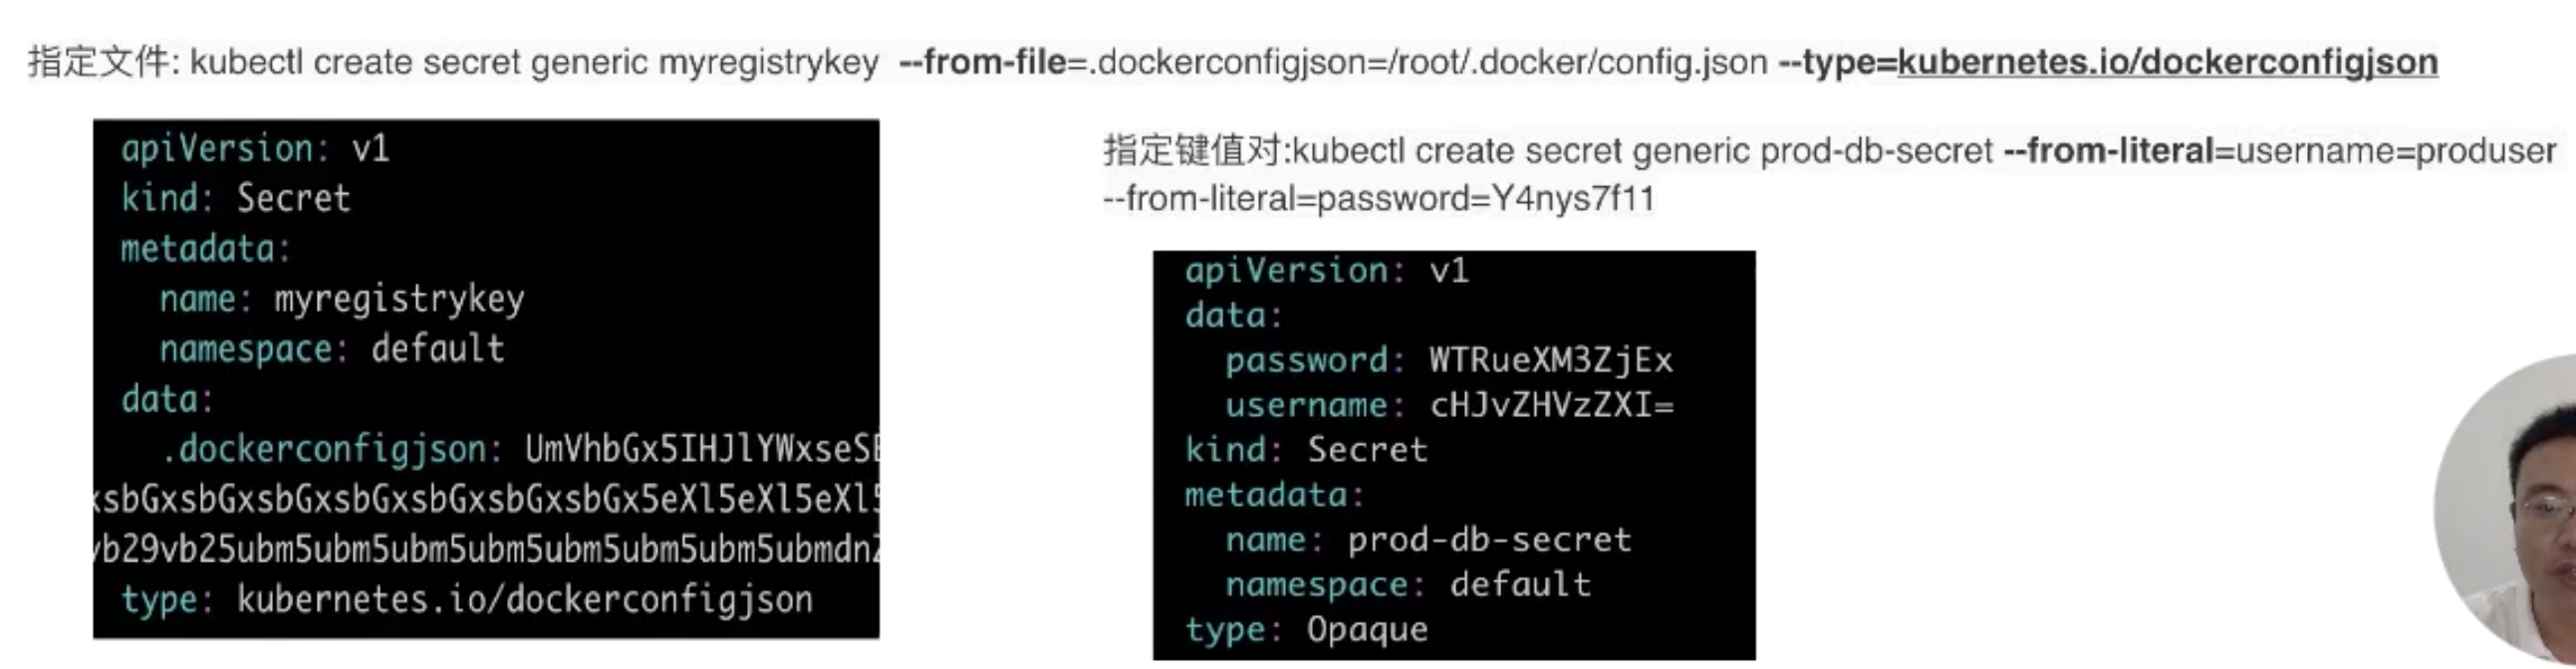 指定文件: kubectl create secret generic myregistrykey --from-file=.dockerconfigjson=/root/.docker/config.json --type=kubernetes.io/dockerconfigjson
apiVersion: v1
kind: Secret
metadata:
  name: myregistrykey
  namespace: default
data:
  .dockerconfigjson: UmVhbGx5IHJlYWxseSB
xsbGxsbGxsbGxsbGxsbGxsbGxsbGx5eXl5eXl5eXl5
vb29vb25ubm5ubm5ubm5ubm5ubm5ubm5ubmdnZ
type: kubernetes.io/dockerconfigjson
指定键值对:kubectl create secret generic prod-db-secret --from-literal=username=produser
--from-literal=password=Y4nys7f11
apiVersion: v1
data:
  password: WTRueXM3ZjEx
  username: cHJvZHVzZXI=
kind: Secret
metadata:
  name: prod-db-secret
  namespace: default
type: Opaque